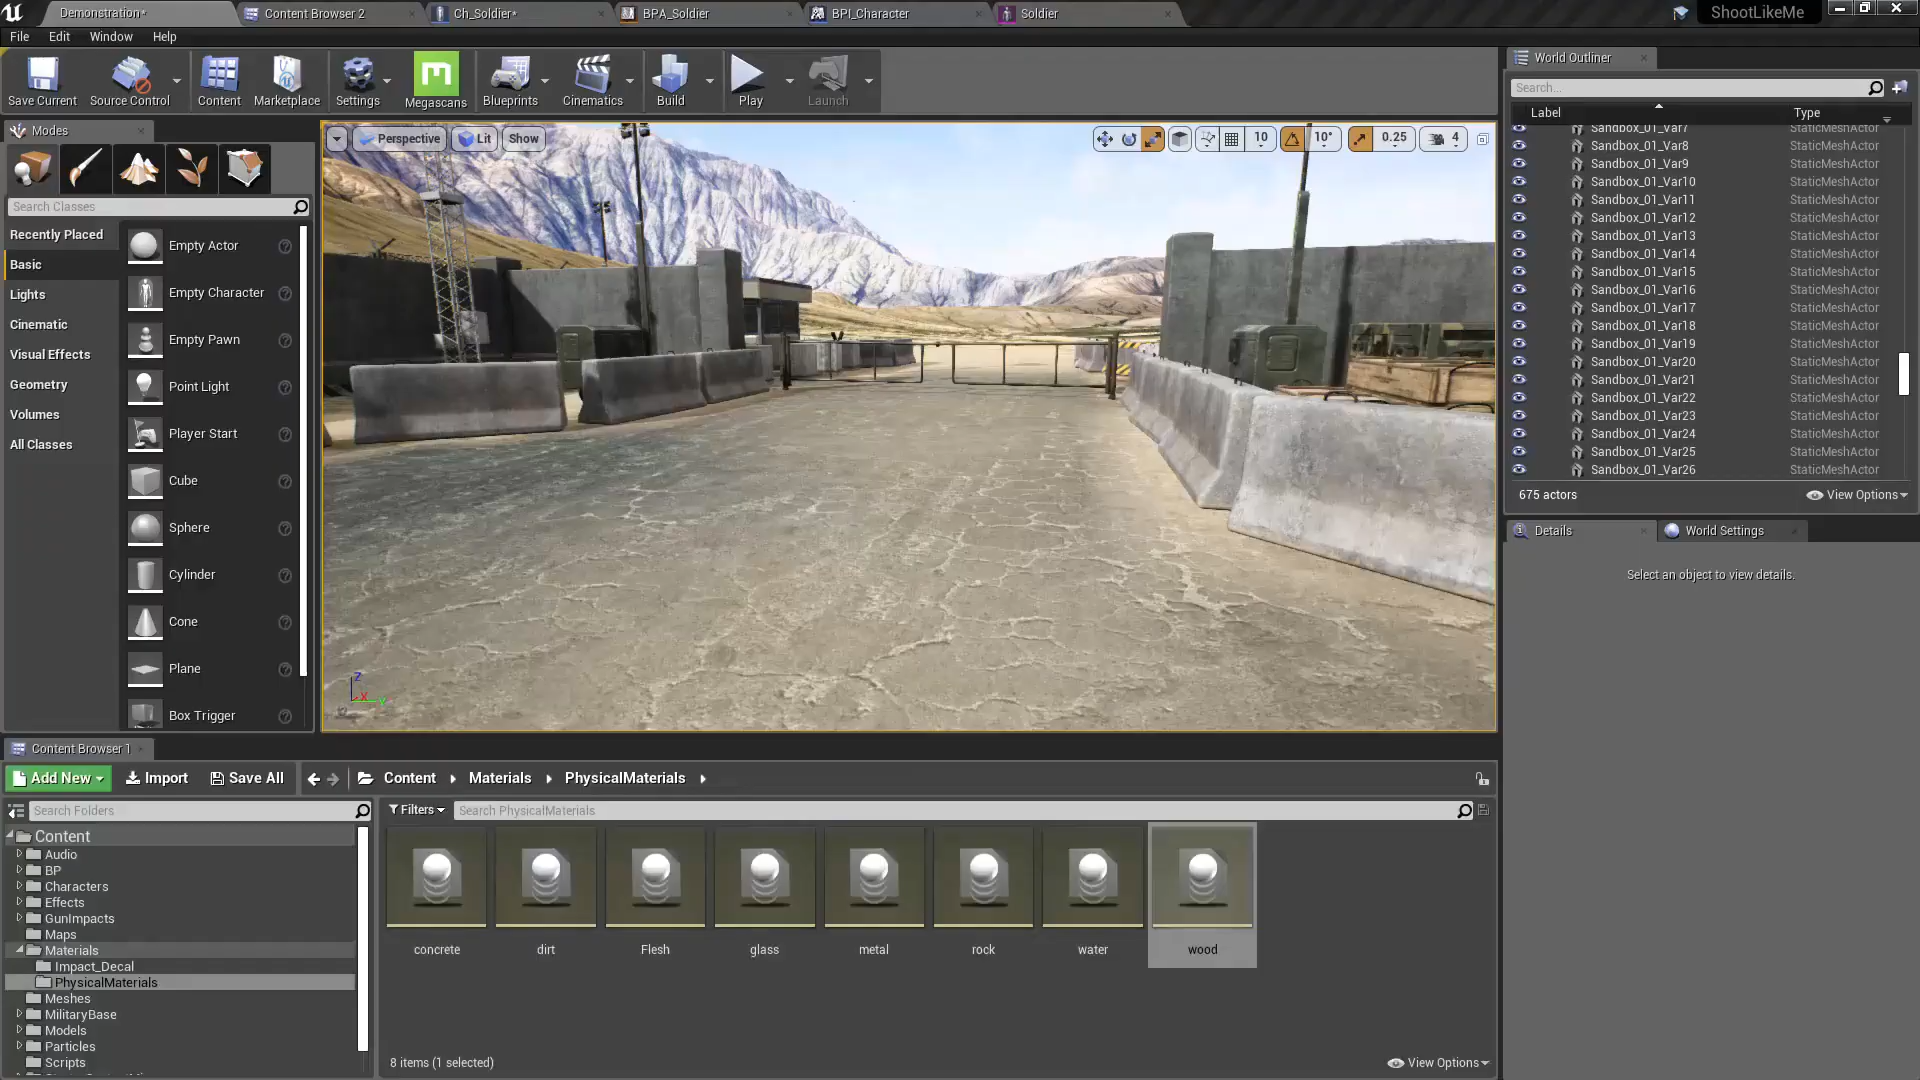 Demonstration*
Content Browser 2
Ch_Soldier*
BPA_Soldier
BPI_Character
Soldier
ShootLikeMe
File Edit Window Help
Save Current
Source Control
Content
Marketplace
Settings
Megascans
Blueprints
Cinematics
Build
Play
Launch
Modes
Search Classes
Recently Placed
Basic
Lights
Cinematic
Visual Effects
Geometry
Volumes
All Classes
Empty Actor
Empty Character
Empty Pawn
Point Light
Player Start
Cube
Sphere
Cylinder
Cone
Plane
Box Trigger
Perspective Lit Show
10 10° 0.25 4
Z
X
Y
World Outliner
Search...
Label Type
Sandbox_01_Var7 StaticMeshActor
Sandbox_01_Var8 StaticMeshActor
Sandbox_01_Var9 StaticMeshActor
Sandbox_01_Var10 StaticMeshActor
Sandbox_01_Var11 StaticMeshActor
Sandbox_01_Var12 StaticMeshActor
Sandbox_01_Var13 StaticMeshActor
Sandbox_01_Var14 StaticMeshActor
Sandbox_01_Var15 StaticMeshActor
Sandbox_01_Var16 StaticMeshActor
Sandbox_01_Var17 StaticMeshActor
Sandbox_01_Var18 StaticMeshActor
Sandbox_01_Var19 StaticMeshActor
Sandbox_01_Var20 StaticMeshActor
Sandbox_01_Var21 StaticMeshActor
Sandbox_01_Var22 StaticMeshActor
Sandbox_01_Var23 StaticMeshActor
Sandbox_01_Var24 StaticMeshActor
Sandbox_01_Var25 StaticMeshActor
Sandbox_01_Var26 StaticMeshActor
675 actors View Options
Details World Settings
Select an object to view details.
Content Browser 1
Add New Import Save All Content Materials PhysicalMaterials
Search Folders
Filters Search PhysicalMaterials
Content
Audio
BP
Characters
Effects
GunImpacts
Maps
Materials
Impact_Decal
PhysicalMaterials
Meshes
MilitaryBase
Models
Particles
Scripts
concrete dirt Flesh glass metal rock water wood
8 items (1 selected) View Options